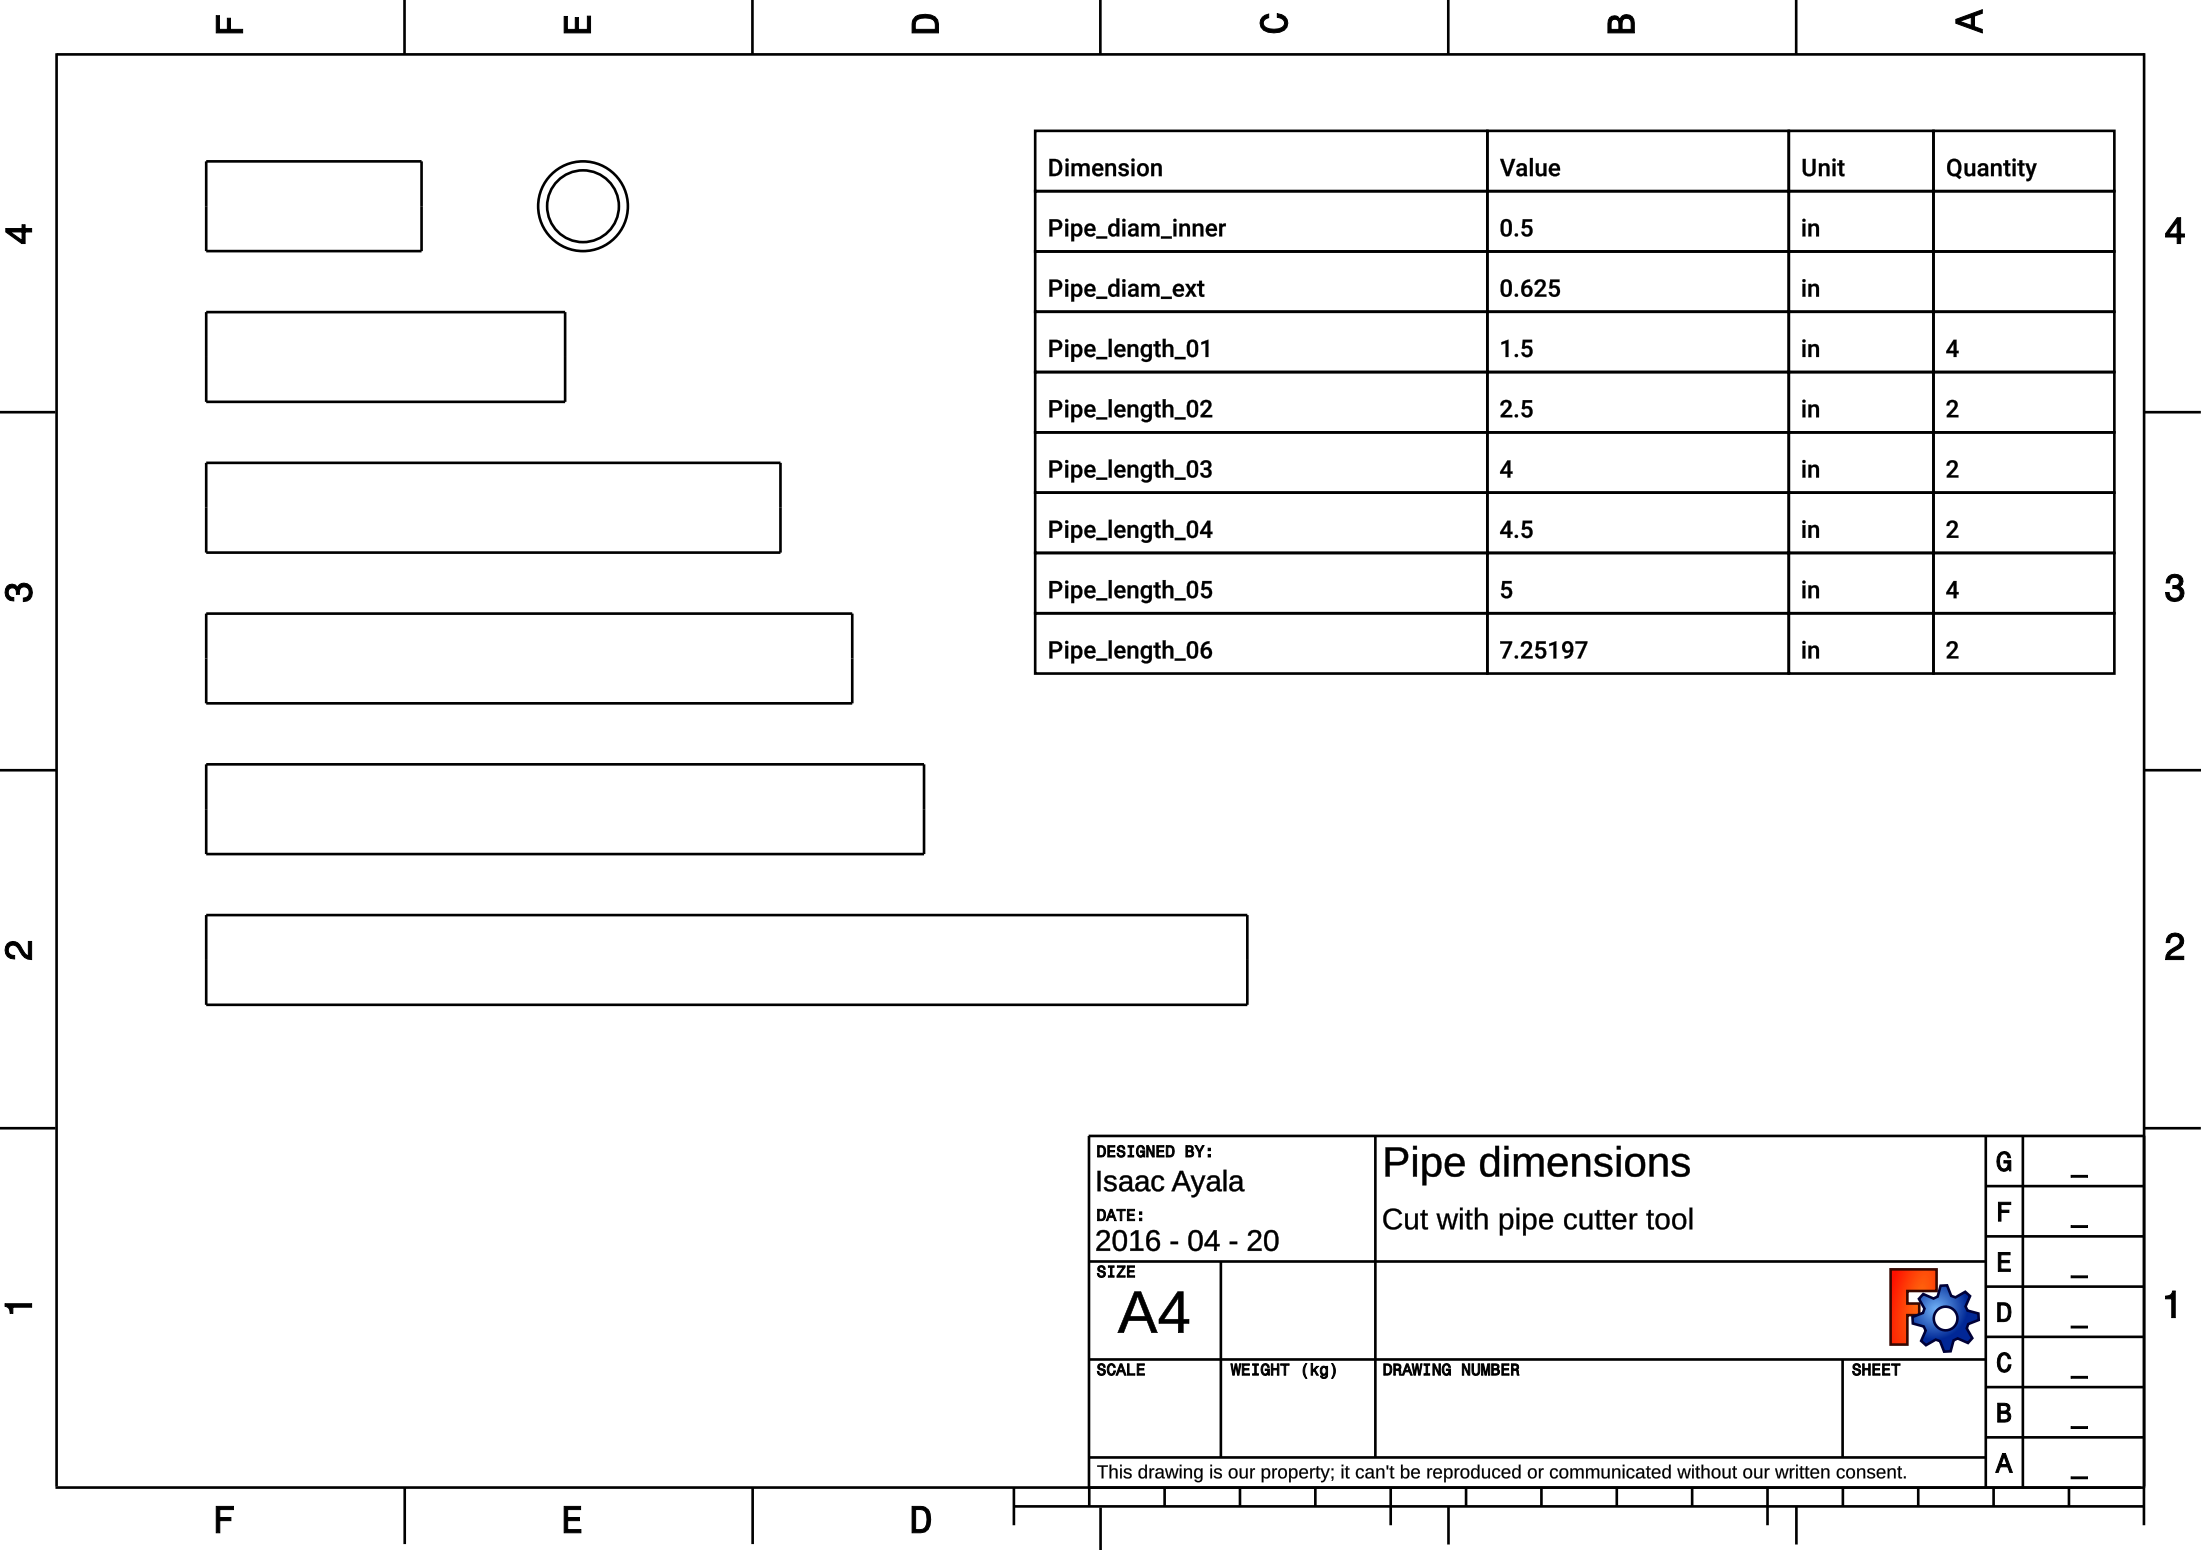 F E D C B A
4 4
Dimension Value Unit Quantity
Pipe_diam_inner 0.5 in
Pipe_diam_ext 0.625 in
Pipe_length_01 1.5 in 4
Pipe_length_02 2.5 in 2
Pipe_length_03 4 in 2
Pipe_length_04 4.5 in 2
Pipe_length_05 5 in 4
Pipe_length_06 7.25197 in 2
3 3
2 2
1 1
DESIGNED BY:
Isaac Ayala
DATE:
2016 - 04 - 20
Pipe dimensions
Cut with pipe cutter tool
SIZE
A4
SCALE
WEIGHT (kg)
DRAWING NUMBER
SHEET
This drawing is our property; it can't be reproduced or communicated without our written consent.
G _
F _
E _
D _
C _
B _
A _
F E D